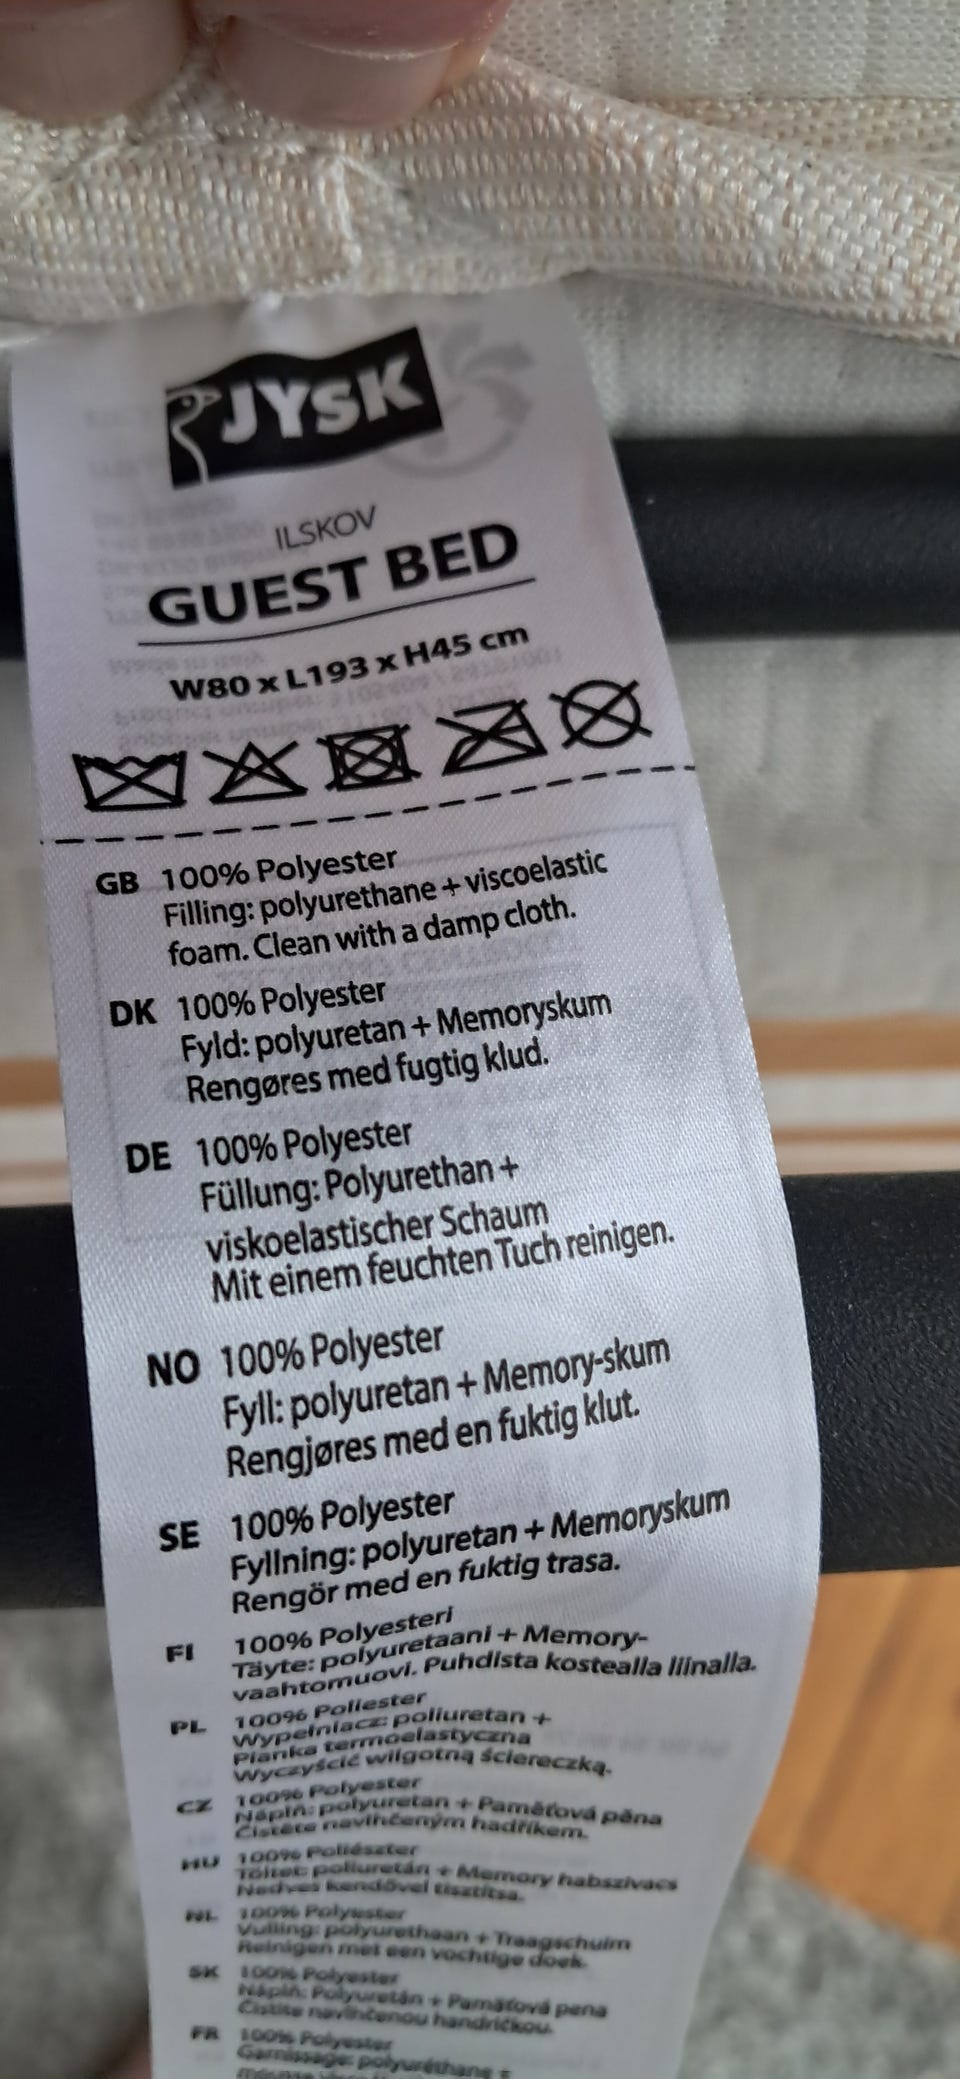 JYSK
ILSKOV
GUEST BED
W80 x L193 x H45 cm
GB 100% Polyester
Filling: polyurethane + viscoelastic
foam. Clean with a damp cloth.
DK 100% Polyester
Fyld: polyuretan + Memoryskum
Rengøres med fugtig klud.
DE 100% Polyester
Füllung: Polyurethan +
viskoelastischer Schaum
Mit einem feuchten Tuch reinigen.
NO 100% Polyester
Fyll: polyuretan + Memory-skum
Rengjøres med en fuktig klut.
SE 100% Polyester
Fyllning: polyuretan + Memoryskum
Rengör med en fuktig trasa.
FI 100% Polyesteri
Täyte: polyuretaani + Memory-
vaahtomuovi. Puhdista kostealla liinalla.
PL 100% Poliester
Wypełniacz: poliuretan +
Pianka termoelastyczna
Wyczyścić wilgotną ściereczką.
CZ 100% Polyester
Náplň: polyuretan + Paměťová pěna
Čistěte navlhčeným hadříkem.
HU 100% Poliészter
Töltet: poliuretán + Memory habszivacs
Nedves kendővel tisztítsa.
NL 100% Polyester
Vulling: polyurethaan + Traagschuim
Reinigen met een vochtige doek.
SK 100% Polyester
Náplň: Polyuretán + Pamäťová pena
Čistite navlhčenou handričkou.
FR 100% Polyester
Garnissage: polyuréthane +